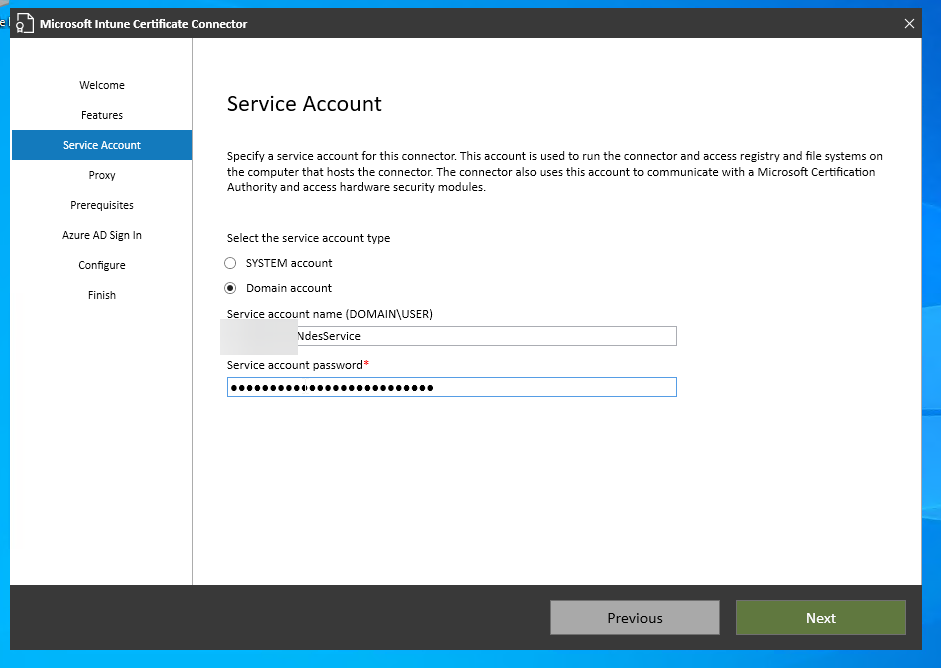 Microsoft Intune Certificate Connector
Welcome
Features
Service Account
Proxy
Prerequisites
Azure AD Sign In
Configure
Finish
Service Account
Specify a service account for this connector. This account is used to run the connector and access registry and file systems on
the computer that hosts the connector. The connector also uses this account to communicate with a Microsoft Certification
Authority and access hardware security modules.
Select the service account type
SYSTEM account
Domain account
Service account name (DOMAIN\USER)
NdesService
Service account password*
Previous
Next